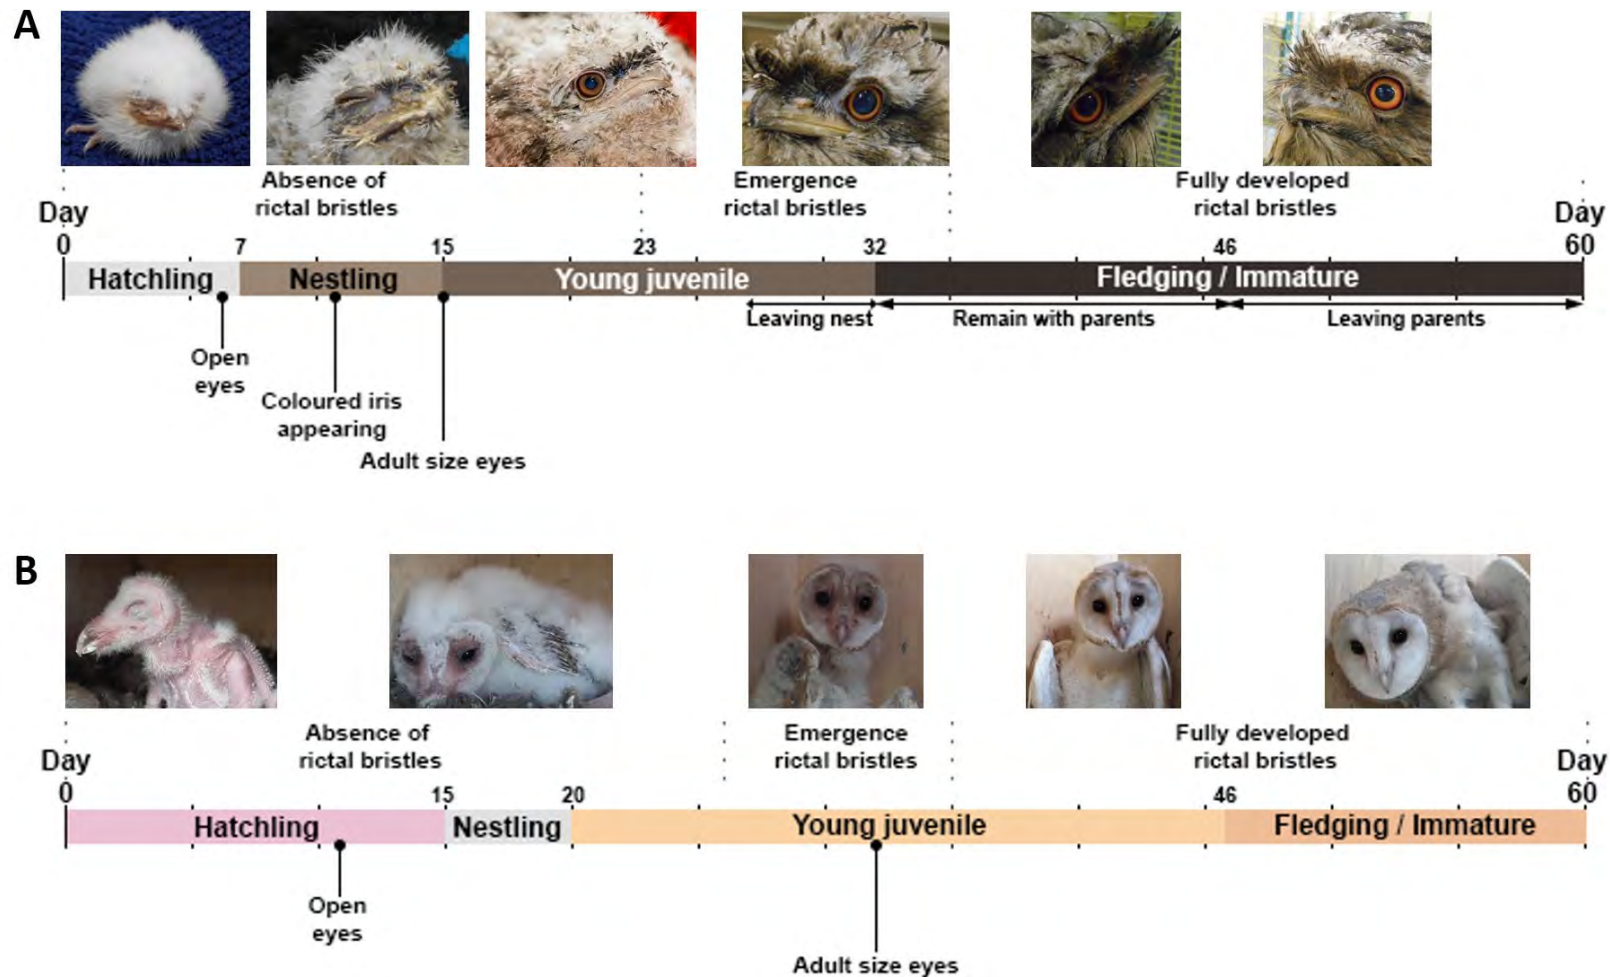 A
Absence of
rictal bristles
Emergence
rictal bristles
Fully developed
rictal bristles
Day
Day
0 7 15 23 32 46 60
Hatchling Nestling Young juvenile Fledging / Immature
Leaving nest Remain with parents Leaving parents
Open
eyes
Coloured iris
appearing
Adult size eyes
B
Absence of
rictal bristles
Emergence
rictal bristles
Fully developed
rictal bristles
Day
Day
0 15 20 46 60
Hatchling Nestling Young juvenile Fledging / Immature
Open
eyes
Adult size eyes